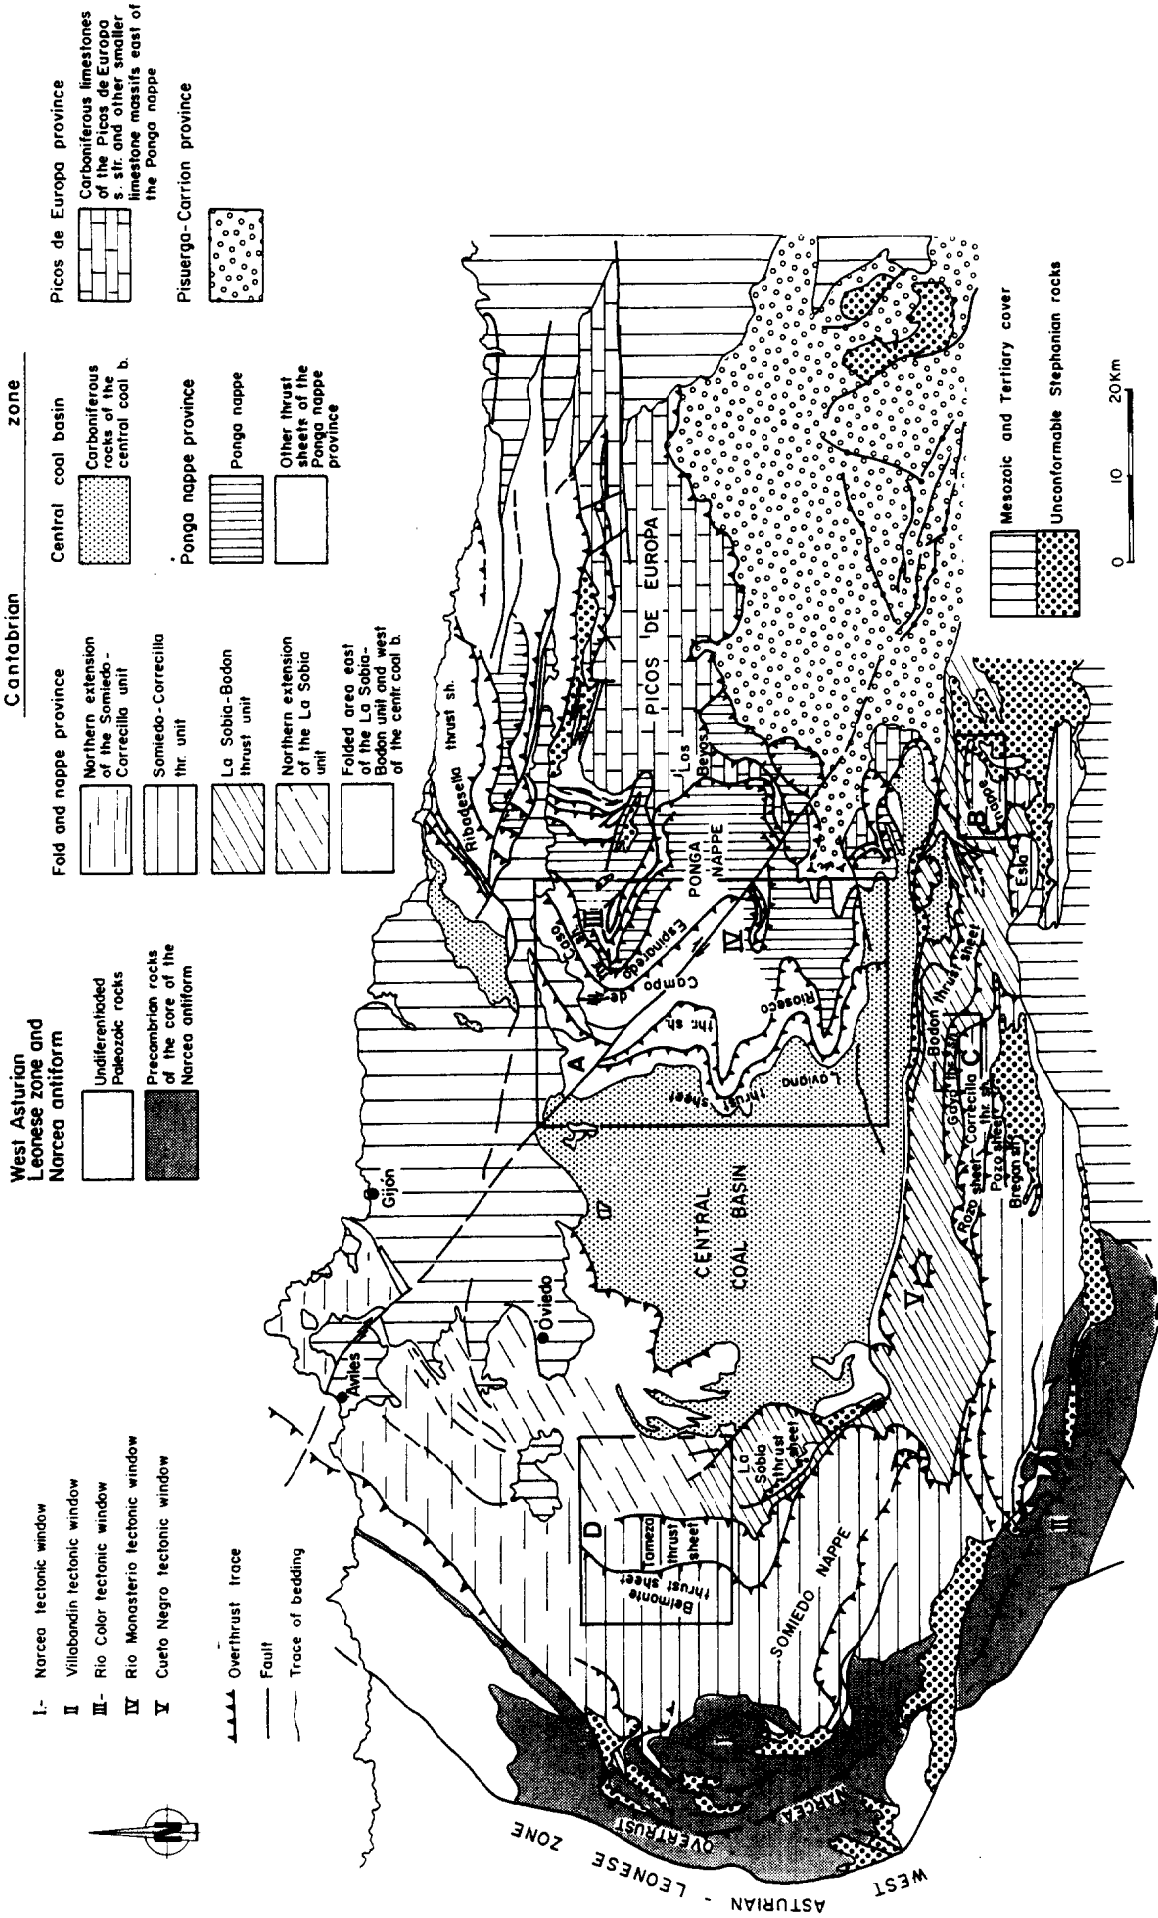 I.- Narcea tectonic window
II Villabandin tectonic window
III- Rio Color tectonic window
IV Rio Monasterio tectonic window
V Cueto Negro tectonic window
Overthrust trace
Fault
Trace of bedding
N
West Asturian
Leonese zone and
Narcea antiform
Undifferentiaded
Paleozoic rocks
Precambrian rocks
of the core of the
Narcea antiform
Cantabrian zone
Fold and nappe province
Northern extension
of the Somiedo-
Correcilla unit
Somiedo-Correcilla
thr. unit
La Sobia-Bodon
thrust unit
Northern extension
of the La Sobia
unit
Folded area east
of the La Sobia-
Bodon unit and west
of the centr coal b.
Central coal basin
Carboniferous
rocks of the
central coal b.
Ponga nappe province
Ponga nappe
Other thrust
sheets of the
Ponga nappe
province
Picos de Europa province
Carboniferous limestones
of the Picos de Europa
s. str. and other smaller
limestone massifs east of
the Ponga nappe
Pisuerga-Carrion province
Mesozoic and Tertiary cover
Unconformable Stephanian rocks
0 10 20Km
Aviles
Gijón
Oviedo
Ribadesella thrust sh.
A
Caso
sh.
III
Espinaredo
Campo
de
thr. sh.
Rioseco
Laviana
thrust sheet
PONGA
NAPPE
IV
Los
Beyos
PICOS DE EUROPA
CENTRAL
COAL BASIN
D
Tameza
thrust
sheet
Belmonte
thrust sheet
La
Sobia
thrust
sheet
SOMIEDO NAPPE
V
Bodon thrust sheet
C
Correcilla
thr. sh.
Rozo sheet
Pozo sheet
Bregon sh.
Esla
nappe
B
I
II
NARCEA
OVERTRUST
WEST
ASTURIAN - LEONESE ZONE